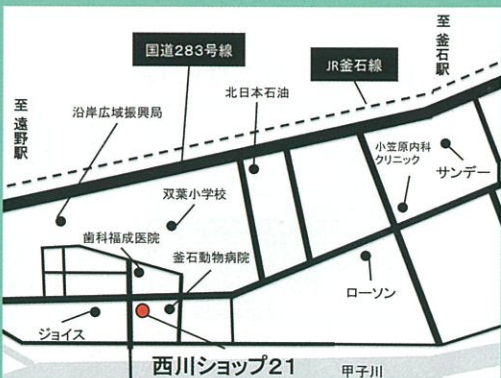 国道283号線
JR釜石線
至 釜石駅
至 遠野駅
沿岸広域振興局
北日本石油
小笠原内科
クリニック
サンデー
双葉小学校
歯科福成医院
釜石動物病院
ローソン
ジョイス
西川ショップ21
甲子川